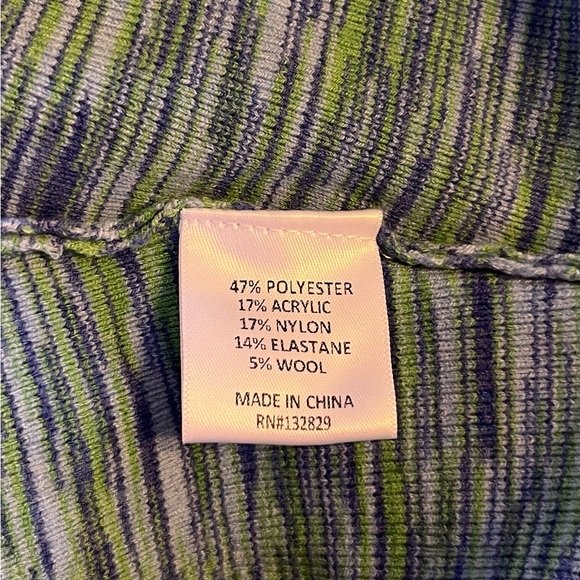 47% POLYESTER
17% ACRYLIC
17% NYLON
14% ELASTANE
5% WOOL
MADE IN CHINA
RN#132829